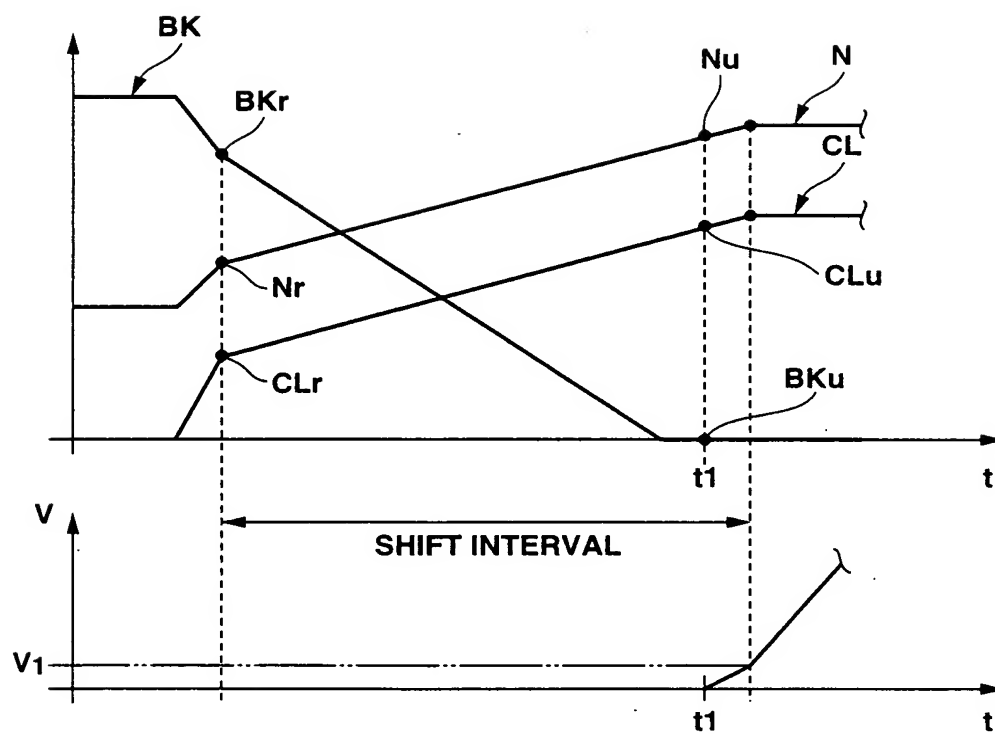 BK
BKr
Nu
N
CL
Nr
CLu
CLr
BKu
t1
t
V
SHIFT INTERVAL
V1
t1
t